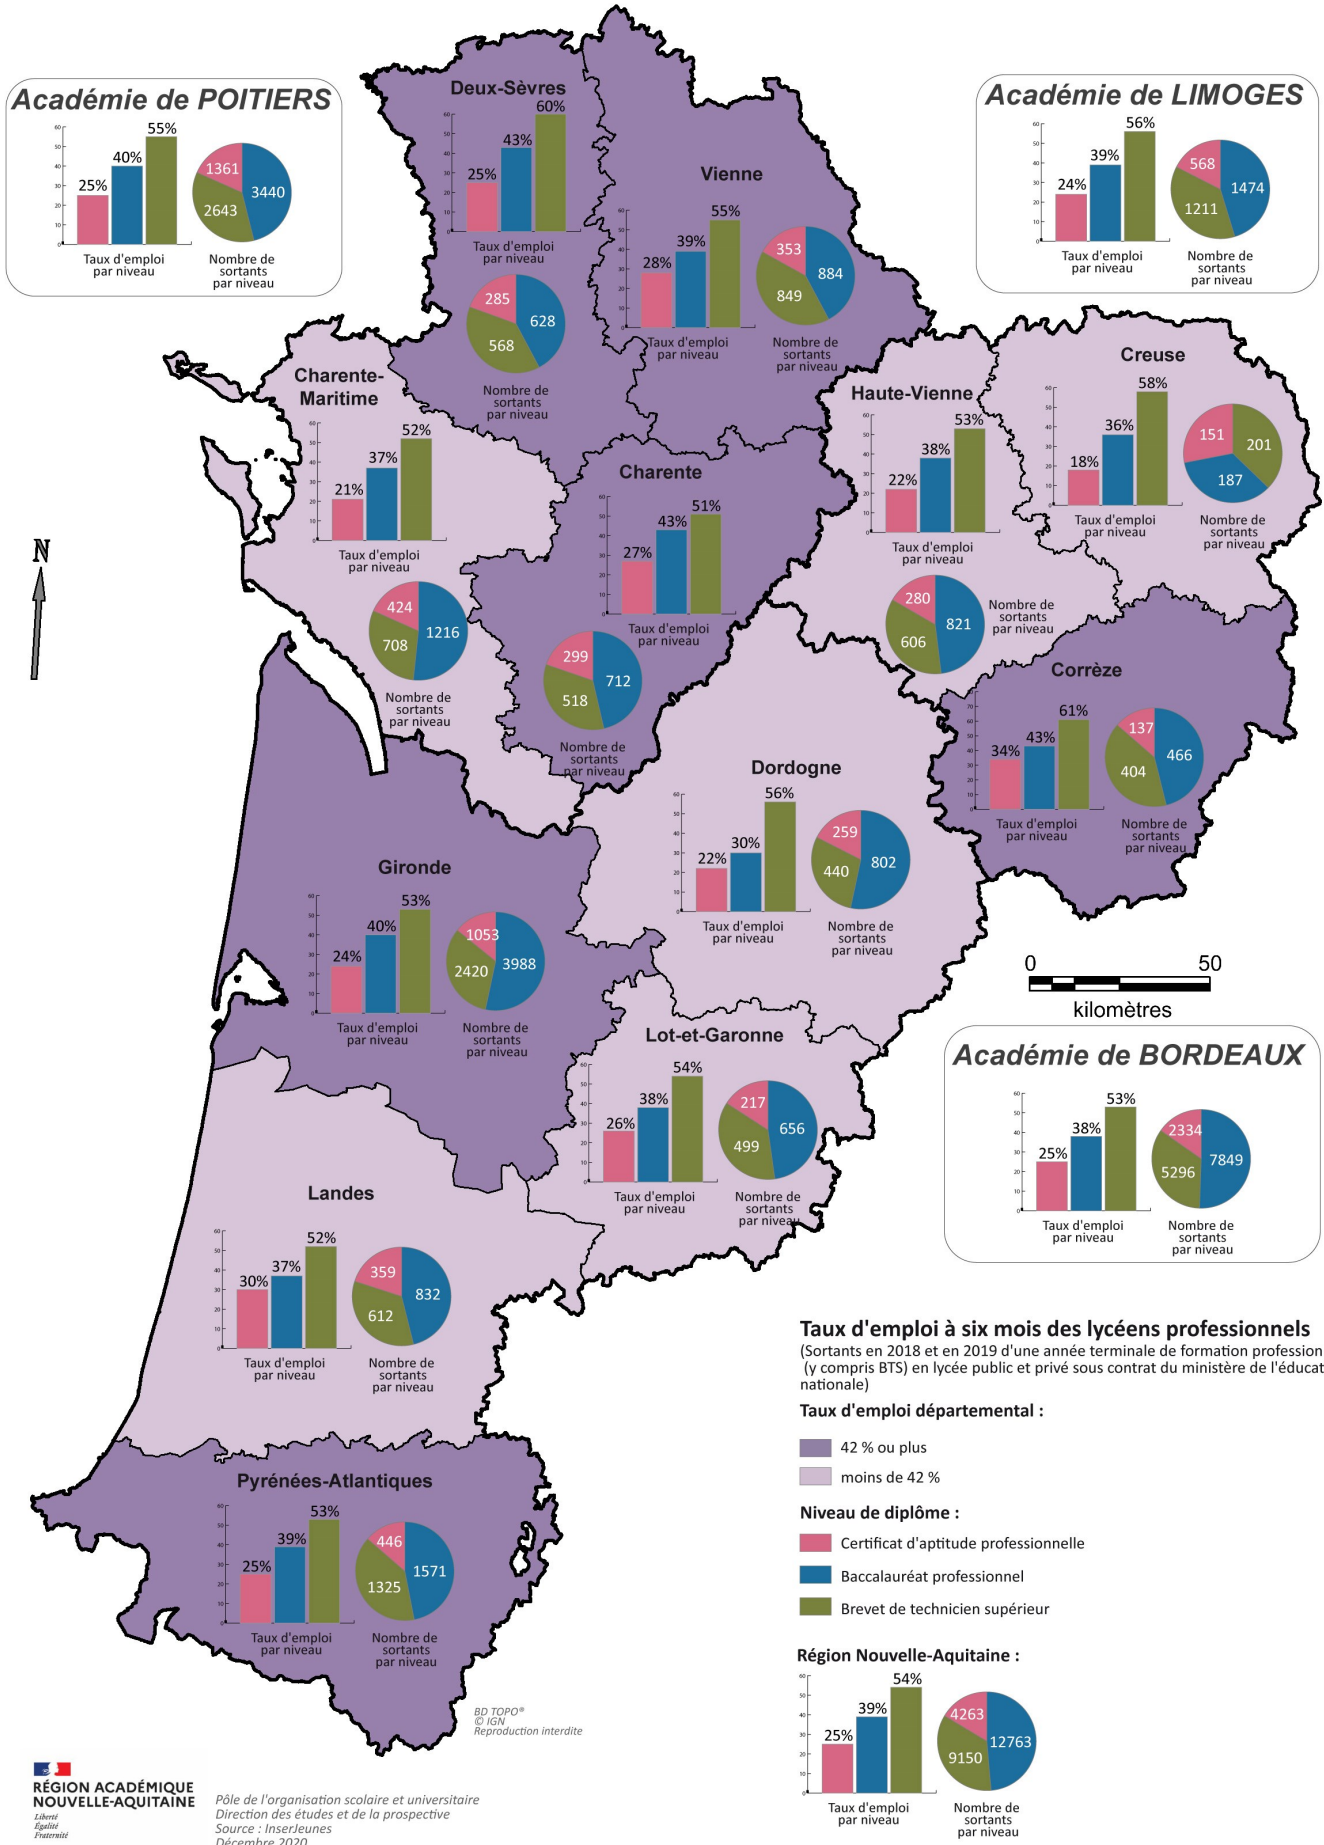 Académie de POITIERS
60
50
40
30
20
10
0
25%
40%
55%
Taux d'emploi
par niveau
1361
3440
2643
Nombre de
sortants
par niveau
Deux-Sèvres
60%
43%
25%
Taux d'emploi
par niveau
285
628
568
Nombre de
sortants
par niveau
Vienne
55%
39%
28%
Taux d'emploi
par niveau
353
884
849
Nombre de
sortants
par niveau
Académie de LIMOGES
24%
39%
56%
Taux d'emploi
par niveau
568
1474
1211
Nombre de
sortants
par niveau
Charente-
Maritime
21%
37%
52%
Taux d'emploi
par niveau
424
1216
708
Nombre de
sortants
par niveau
Charente
27%
43%
51%
Taux d'emploi
par niveau
299
712
518
Nombre de
sortants
par niveau
Haute-Vienne
22%
38%
53%
Taux d'emploi
par niveau
280
821
606
Nombre de
sortants
par niveau
Creuse
18%
36%
58%
Taux d'emploi
par niveau
151
201
187
Nombre de
sortants
par niveau
N
Corrèze
34%
43%
61%
Taux d'emploi
par niveau
137
466
404
Nombre de
sortants
par niveau
Dordogne
22%
30%
56%
Taux d'emploi
par niveau
259
802
440
Nombre de
sortants
par niveau
Gironde
24%
40%
53%
Taux d'emploi
par niveau
1053
3988
2420
Nombre de
sortants
par niveau
0 50
kilomètres
Lot-et-Garonne
26%
38%
54%
Taux d'emploi
par niveau
217
656
499
Nombre de
sortants
par niveau
Académie de BORDEAUX
25%
38%
53%
Taux d'emploi
par niveau
2334
7849
5296
Nombre de
sortants
par niveau
Landes
30%
37%
52%
Taux d'emploi
par niveau
359
832
612
Nombre de
sortants
par niveau
Pyrénées-Atlantiques
25%
39%
53%
Taux d'emploi
par niveau
446
1571
1325
Nombre de
sortants
par niveau
Taux d'emploi à six mois des lycéens professionnels
(Sortants en 2018 et en 2019 d'une année terminale de formation profession
(y compris BTS) en lycée public et privé sous contrat du ministère de l'éducat
nationale)
Taux d'emploi départemental :
42 % ou plus
moins de 42 %
Niveau de diplôme :
Certificat d'aptitude professionnelle
Baccalauréat professionnel
Brevet de technicien supérieur
Région Nouvelle-Aquitaine :
25%
39%
54%
Taux d'emploi
par niveau
4263
12763
9150
Nombre de
sortants
par niveau
BD TOPO®
© IGN
Reproduction interdite
RÉGION ACADÉMIQUE
NOUVELLE-AQUITAINE
Liberté
Égalité
Fraternité
Pôle de l'organisation scolaire et universitaire
Direction des études et de la prospective
Source : InserJeunes
Décembre 2020